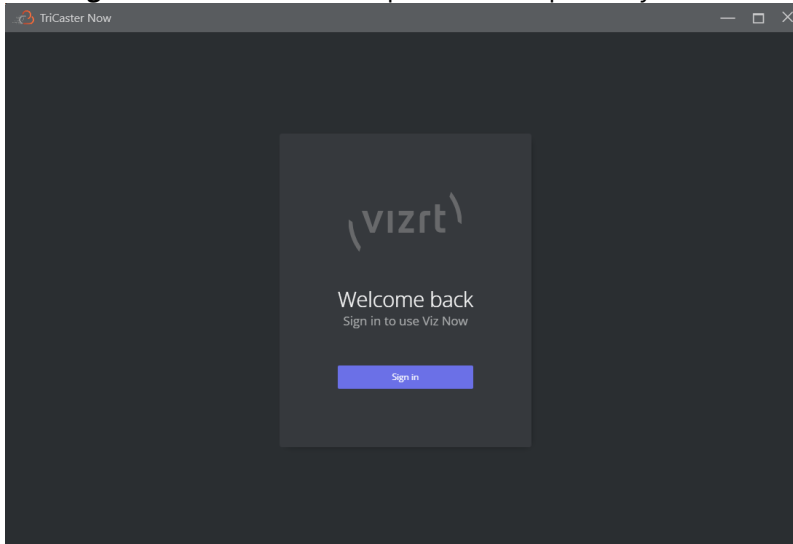 TriCaster Now
vizrt
Welcome back
Sign in to use Viz Now
Sign in